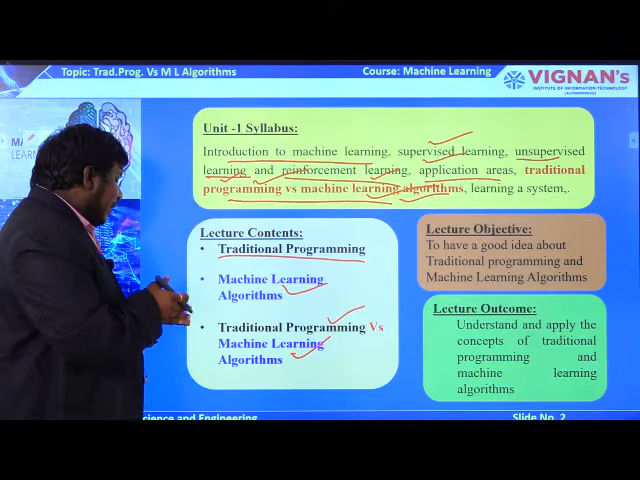 Topic: Trad.Prog. Vs M L Algorithms
Course: Machine Learning
VIGNAN's
INSTITUTE OF INFORMATION TECHNOLOGY
(AUTONOMOUS)
Unit -1 Syllabus:
Introduction to machine learning, supervised learning, unsupervised
learning and reinforcement learning, application areas, traditional
programming vs machine learning algorithms, learning a system,.
Lecture Contents:
• Traditional Programming
• Machine Learning
Algorithms
• Traditional Programming Vs
Machine Learning
Algorithms
Lecture Objective:
To have a good idea about
Traditional programming and
Machine Learning Algorithms
Lecture Outcome:
Understand and apply the
concepts of traditional
programming and
machine learning
algorithms
and Engineering
Slide No. 2